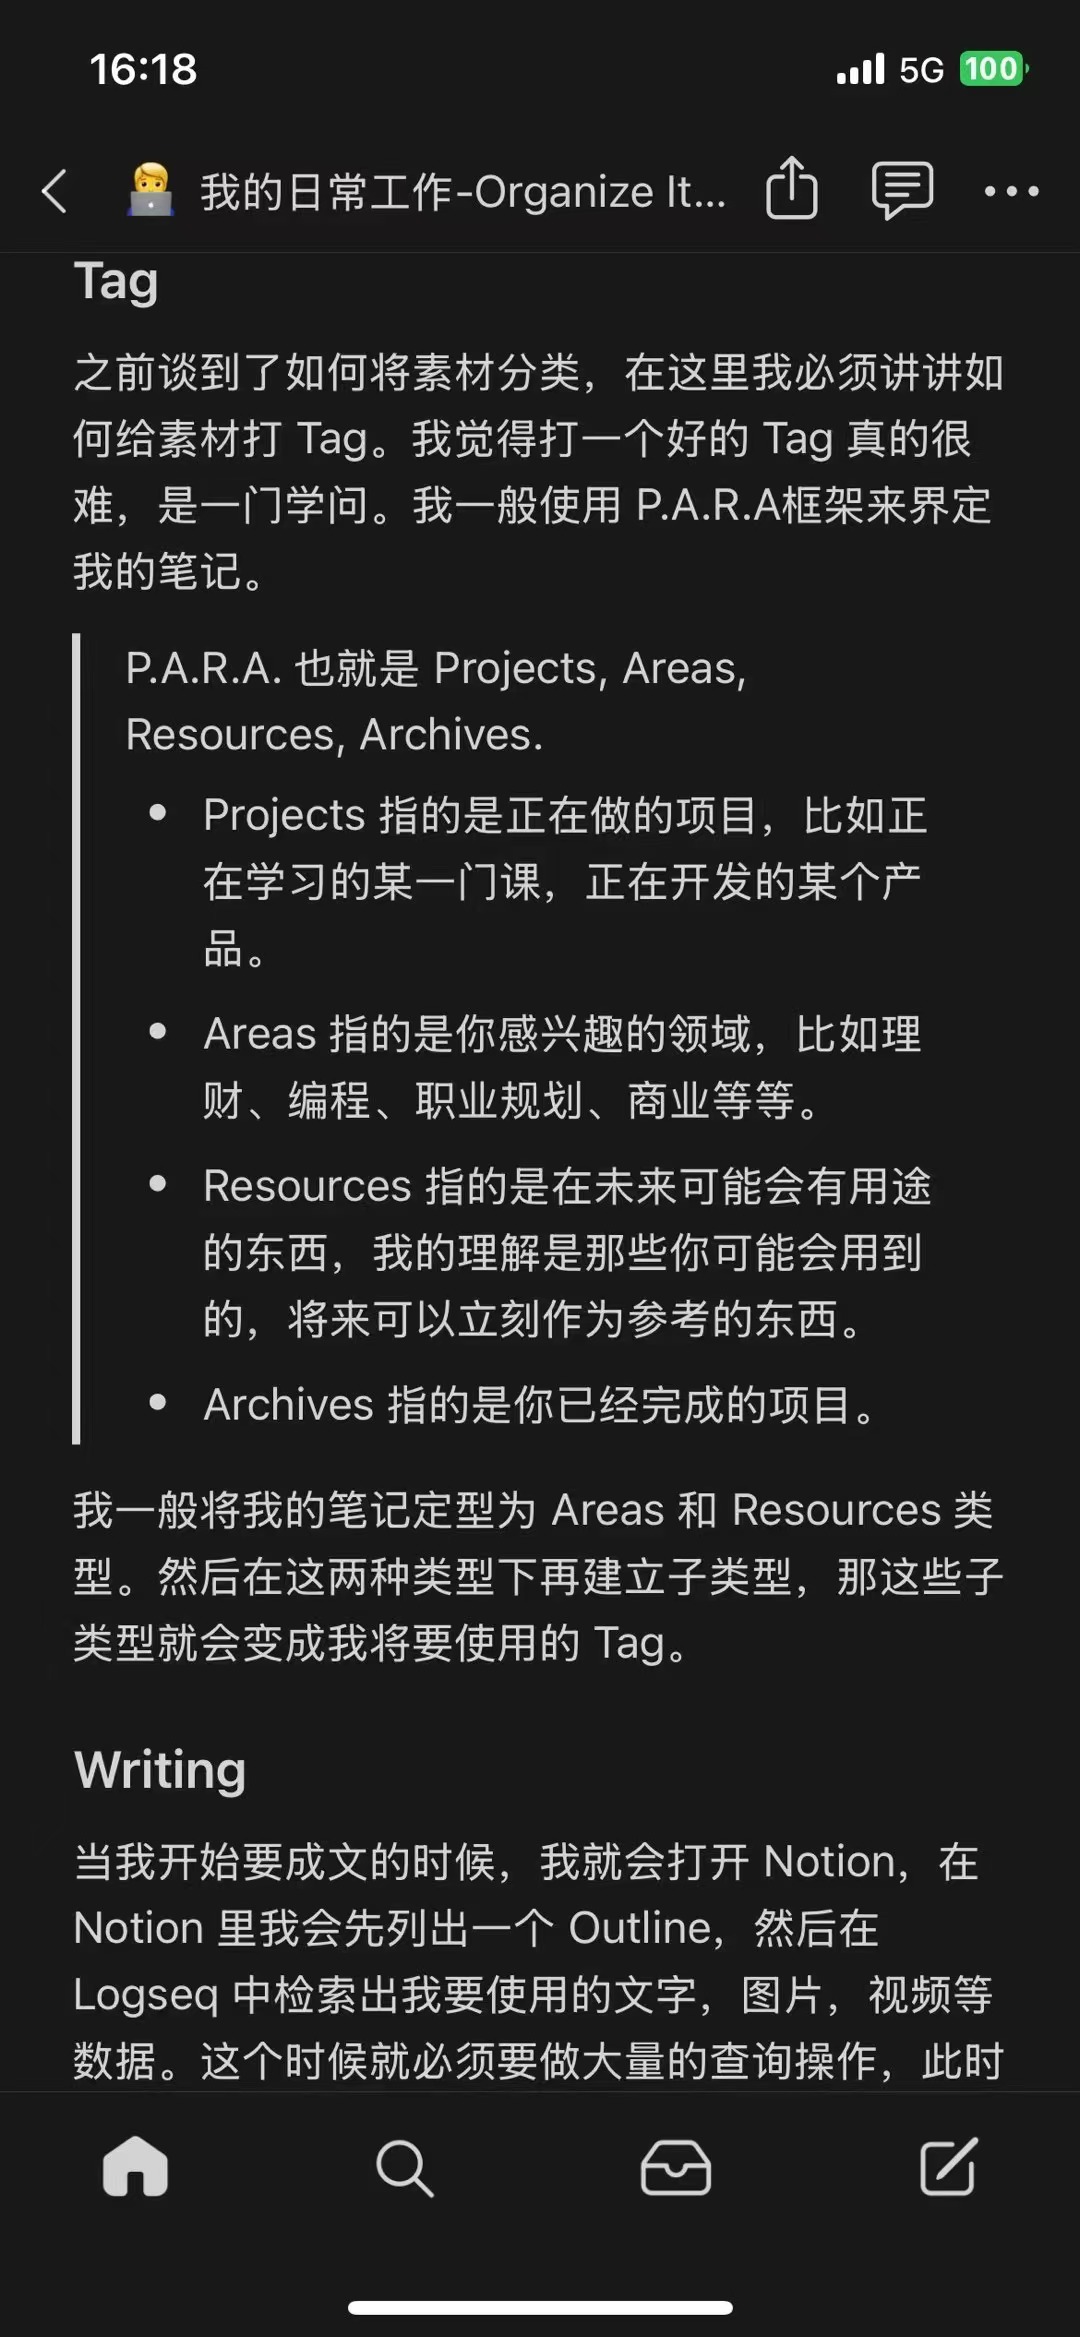 16:18
5G 100
我的日常工作-Organize It...
Tag
之前谈到了如何将素材分类，在这里我必须讲讲如
何给素材打 Tag。我觉得打一个好的 Tag 真的很
难，是一门学问。我一般使用 P.A.R.A框架来界定
我的笔记。
P.A.R.A. 也就是 Projects, Areas,
Resources, Archives.
• Projects 指的是正在做的项目，比如正
在学习的某一门课，正在开发的某个产
品。
• Areas 指的是你感兴趣的领域，比如理
财、编程、职业规划、商业等等。
• Resources 指的是在未来可能会有用途
的东西，我的理解是那些你可能会用到
的，将来可以立刻作为参考的东西。
• Archives 指的是你已经完成的项目。
我一般将我的笔记定型为 Areas 和 Resources 类
型。然后在这两种类型下再建立子类型，那这些子
类型就会变成我将要使用的 Tag。
Writing
当我开始要成文的时候，我就会打开 Notion，在
Notion 里我会先列出一个 Outline，然后在
Logseq 中检索出我要使用的文字，图片，视频等
数据。这个时候就必须要做大量的查询操作，此时